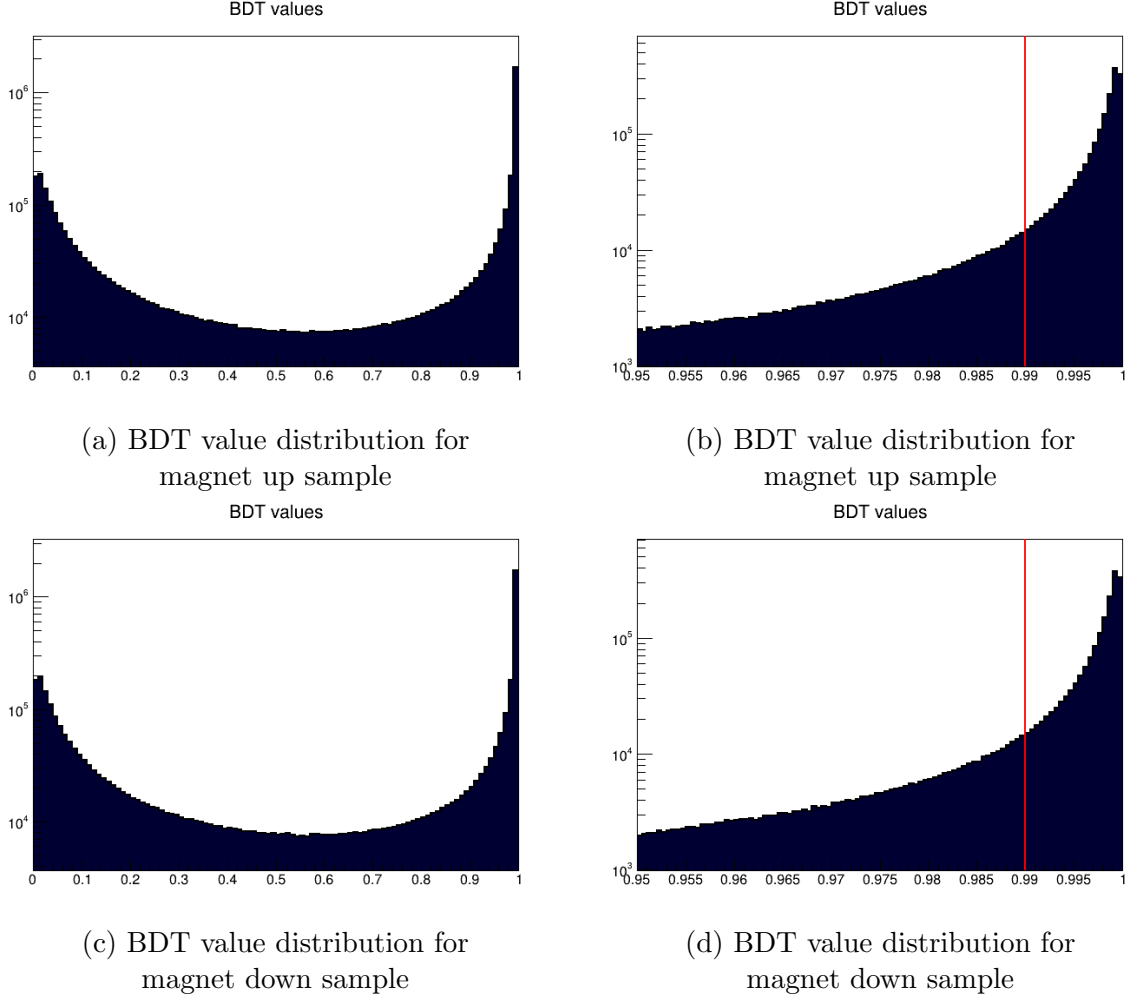 BDT values
10^6
10^5
10^4
0 0.1 0.2 0.3 0.4 0.5 0.6 0.7 0.8 0.9 1
(a) BDT value distribution for
magnet up sample
BDT values
10^5
10^4
10^3
0.95 0.955 0.96 0.965 0.97 0.975 0.98 0.985 0.99 0.995 1
(b) BDT value distribution for
magnet up sample
BDT values
10^6
10^5
10^4
0 0.1 0.2 0.3 0.4 0.5 0.6 0.7 0.8 0.9 1
(c) BDT value distribution for
magnet down sample
BDT values
10^5
10^4
10^3
0.95 0.955 0.96 0.965 0.97 0.975 0.98 0.985 0.99 0.995 1
(d) BDT value distribution for
magnet down sample